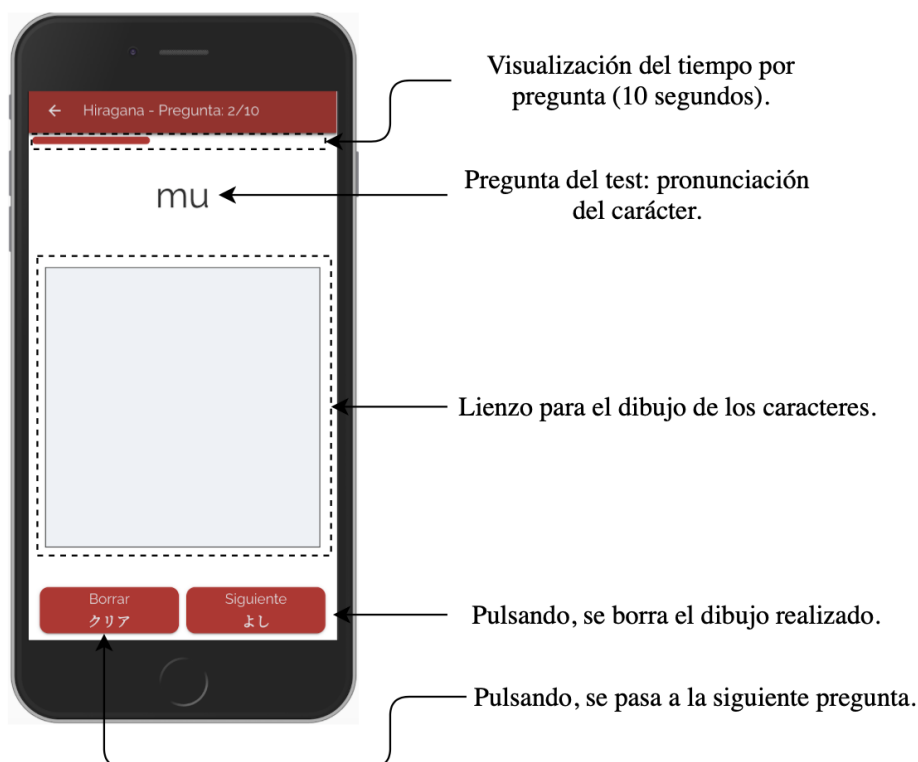 Visualización del tiempo por
pregunta (10 segundos).
Hiragana - Pregunta: 2/10
mu
Pregunta del test: pronunciación
del carácter.
Lienzo para el dibujo de los caracteres.
Borrar
クリア
Siguiente
よし
Pulsando, se borra el dibujo realizado.
Pulsando, se pasa a la siguiente pregunta.